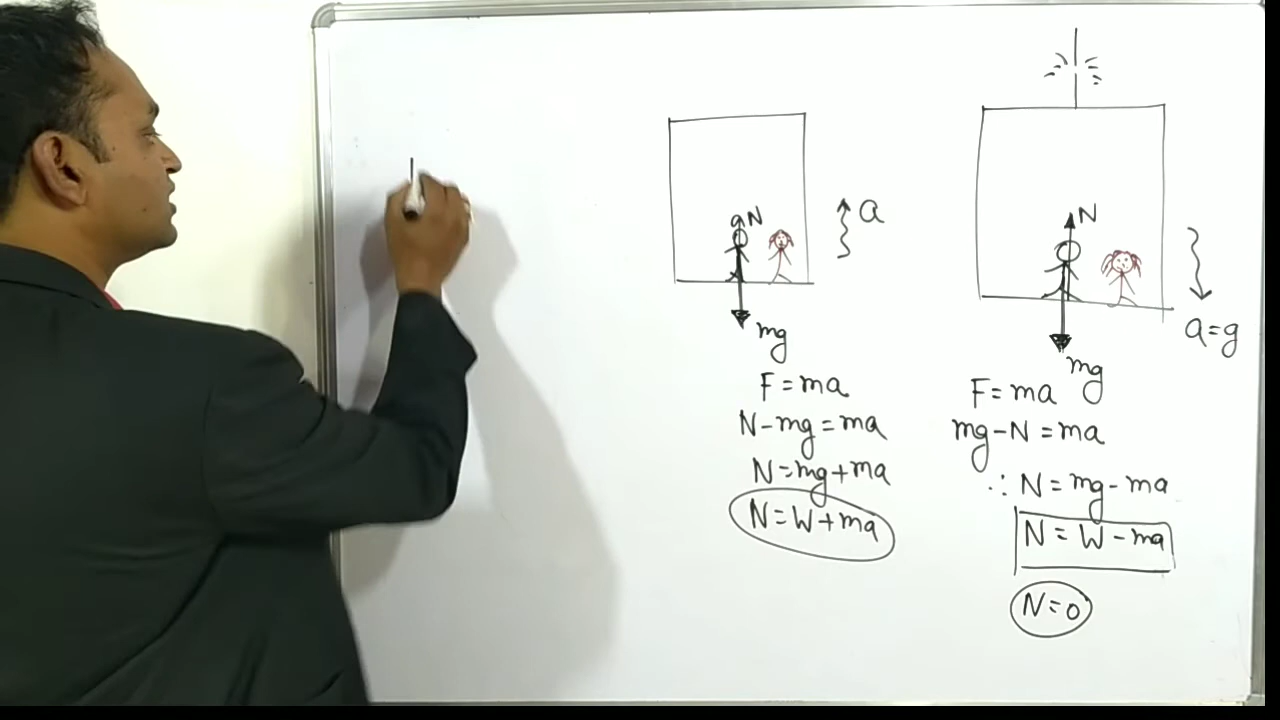 N
a
mg
F = ma
N - mg = ma
N = mg + ma
N = W + ma
N
a = g
mg
F = ma
mg - N = ma
∴ N = mg - ma
N = W - ma
N = 0